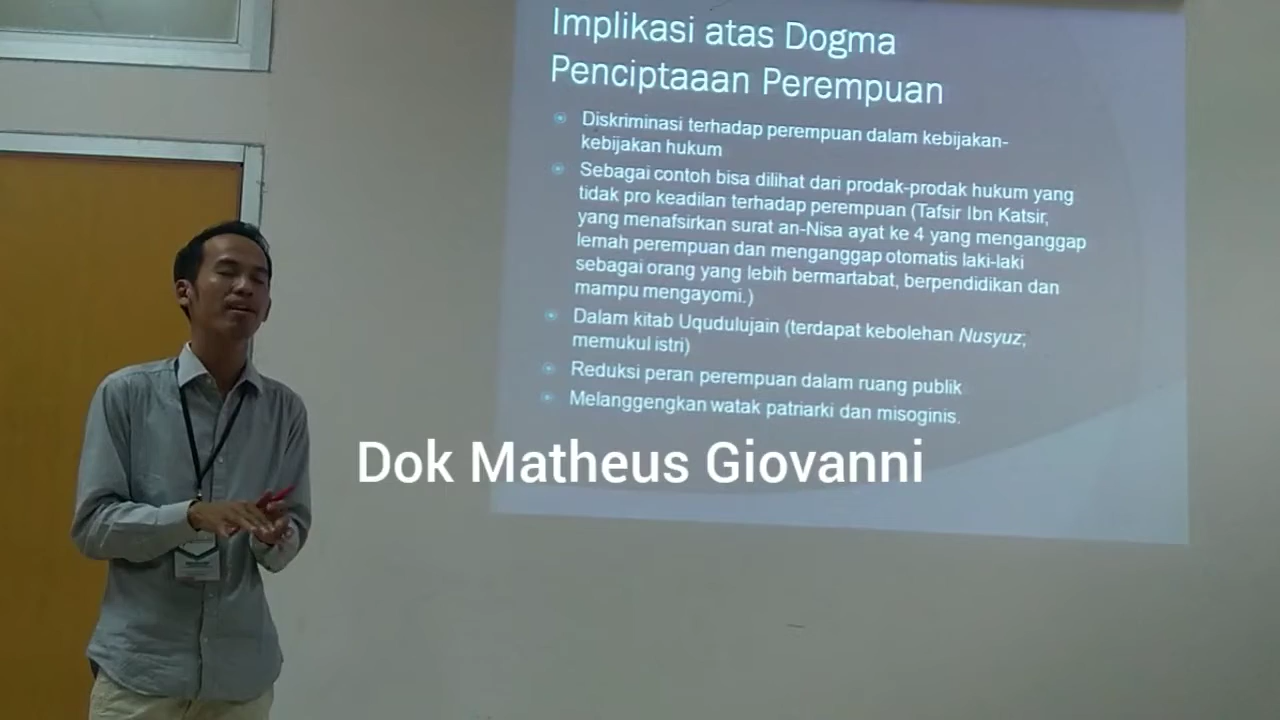 Implikasi atas Dogma
Penciptaaan Perempuan
Diskriminasi terhadap perempuan dalam kebijakan-
kebijakan hukum
Sebagai contoh bisa dilihat dari prodak-prodak hukum yang
tidak pro keadilan terhadap perempuan (Tafsir Ibn Katsir,
yang menafsirkan surat an-Nisa ayat ke 4 yang menganggap
lemah perempuan dan menganggap otomatis laki-laki
sebagai orang yang lebih bermartabat, berpendidikan dan
mampu mengayomi.)
Dalam kitab Uqudulujain (terdapat kebolehan Nusyuz;
memukul istri)
Reduksi peran perempuan dalam ruang publik
Melanggengkan watak patriarki dan misoginis.
Dok Matheus Giovanni